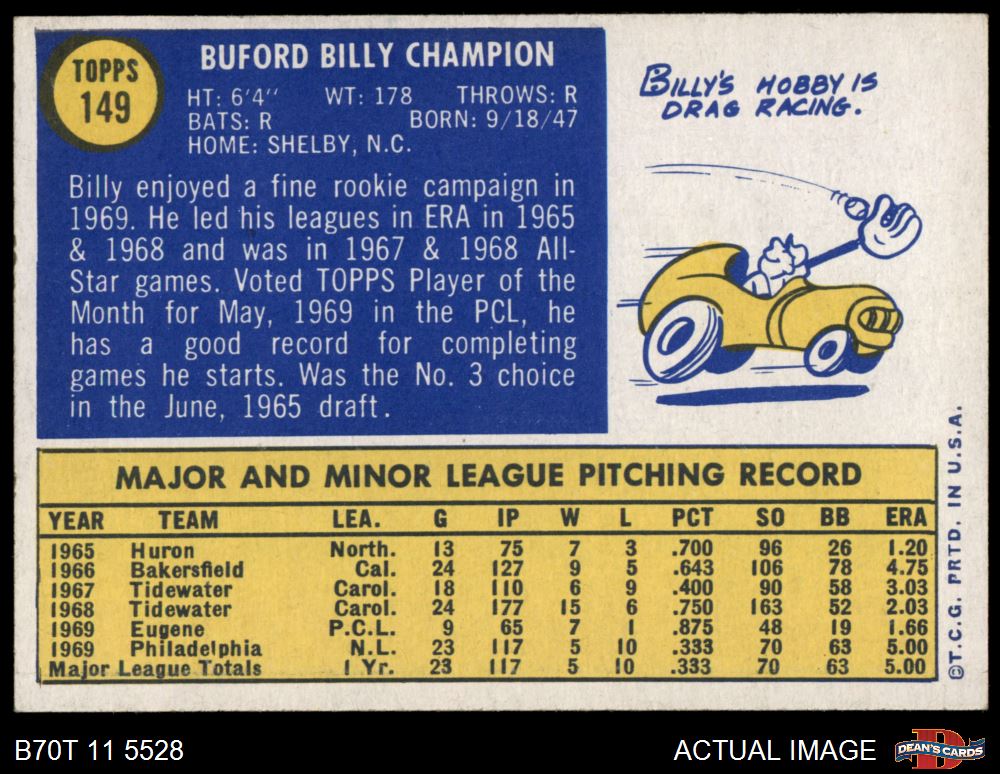 TOPPS
149
BUFORD BILLY CHAMPION
HT: 6'4" WT: 178 THROWS: R
BATS: R BORN: 9/18/47
HOME: SHELBY, N.C.
Billy enjoyed a fine rookie campaign in
1969. He led his leagues in ERA in 1965
& 1968 and was in 1967 & 1968 All-
Star games. Voted TOPPS Player of the
Month for May, 1969 in the PCL, he
has a good record for completing
games he starts. Was the No. 3 choice
in the June, 1965 draft.
BILLY'S HOBBY IS
DRAG RACING.
MAJOR AND MINOR LEAGUE PITCHING RECORD
YEAR TEAM LEA. G IP W L PCT SO BB ERA
1965 Huron North. 13 75 7 3 .700 96 26 1.20
1966 Bakersfield Cal. 24 127 9 5 .643 106 78 4.75
1967 Tidewater Carol. 18 110 6 9 .400 90 58 3.03
1968 Tidewater Carol. 24 177 15 6 .750 163 52 2.03
1969 Eugene P.C.L. 9 65 7 1 .875 48 19 1.66
1969 Philadelphia N.L. 23 117 5 10 .333 70 63 5.00
Major League Totals 1 Yr. 23 117 5 10 .333 70 63 5.00
©T.C.G. PRTD. IN U.S.A.
B70T 11 5528
ACTUAL IMAGE
DEAN'S CARDS